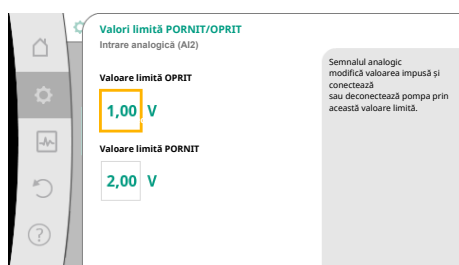 Valori limită PORNIT/OPRIT
Intrare analogică (AI2)
Valoare limită OPRIT
1,00 V
Valoare limită PORNIT
2,00 V
Semnalul analogic
modifică valoarea impusă și
conectează
sau deconectează pompa prin
această valoare limită.
?